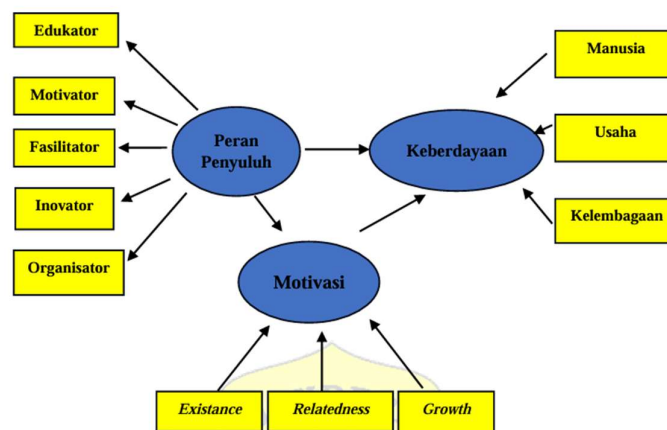 Edukator
Motivator
Fasilitator
Inovator
Organisator
Peran
Penyuluh
Keberdayaan
Manusia
Usaha
Kelembagaan
Motivasi
Existance
Relatedness
Growth